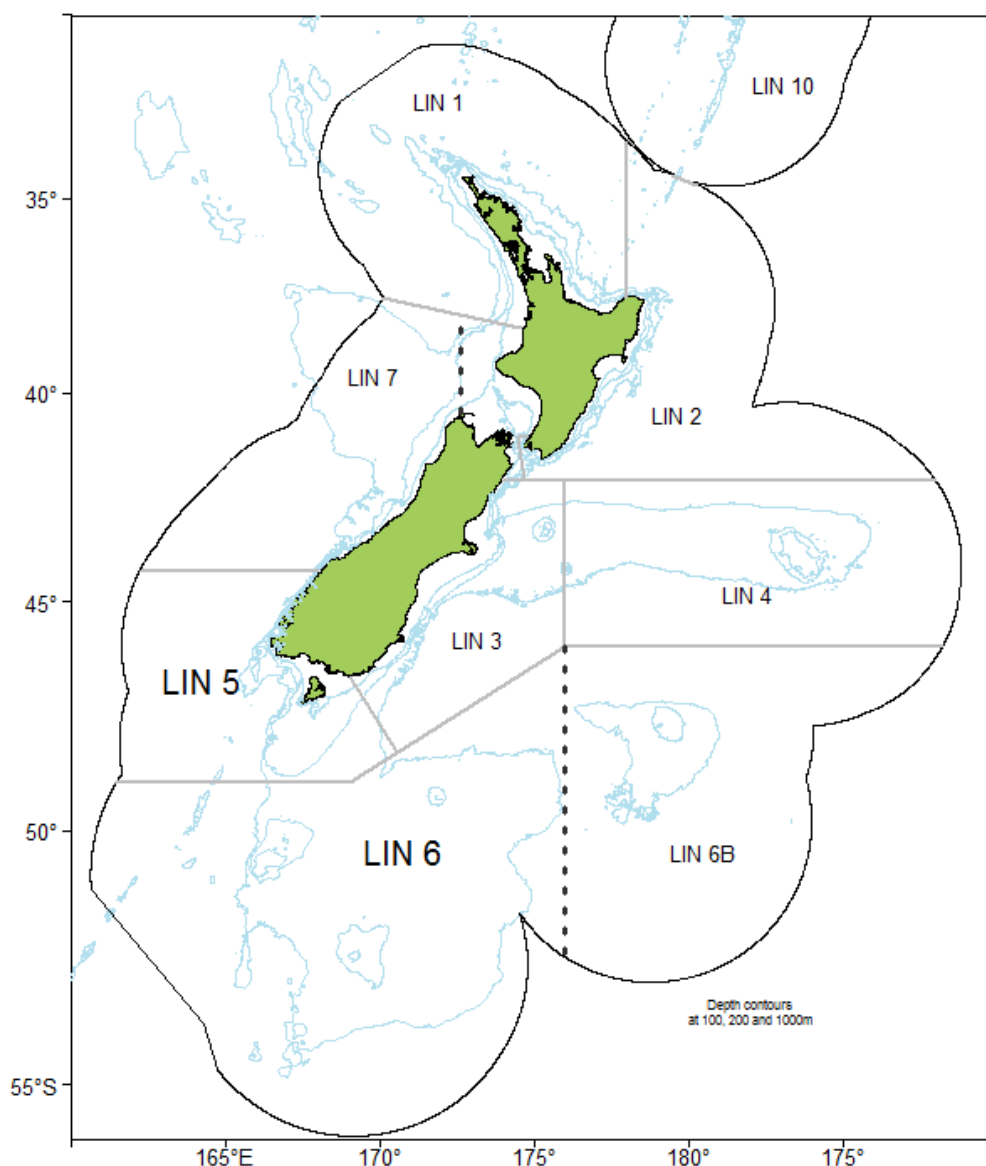 LIN 10
LIN 1
35°
LIN 7
40°
LIN 2
LIN 4
45°
LIN 3
LIN 5
50°
LIN 6
LIN 6B
Depth contours
at 100, 200 and 1000m
55°S
165°E
170°
175°
180°
175°